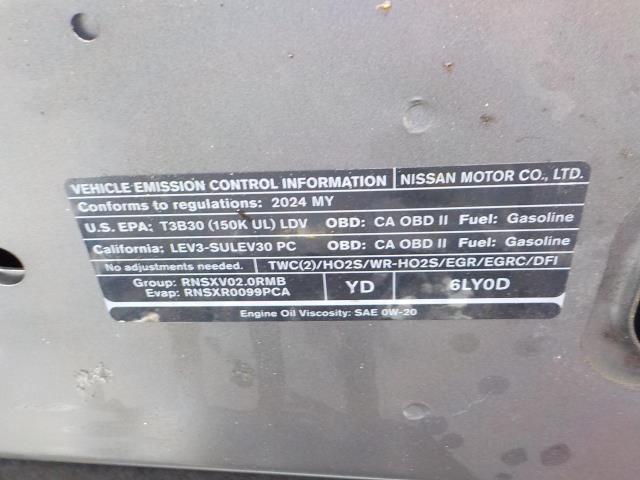 VEHICLE EMISSION CONTROL INFORMATION NISSAN MOTOR CO., LTD.
Conforms to regulations: 2024 MY
U.S. EPA: T3B30 (150K UL) LDV OBD: CA OBD II Fuel: Gasoline
California: LEV3-SULEV30 PC OBD: CA OBD II Fuel: Gasoline
No adjustments needed. TWC(2)/HO2S/WR-HO2S/EGR/EGRC/DFI
Group: RNSXV02.0RMB
Evap: RNSXR0099PCA YD 6LY0D
Engine Oil Viscosity: SAE 0W-20